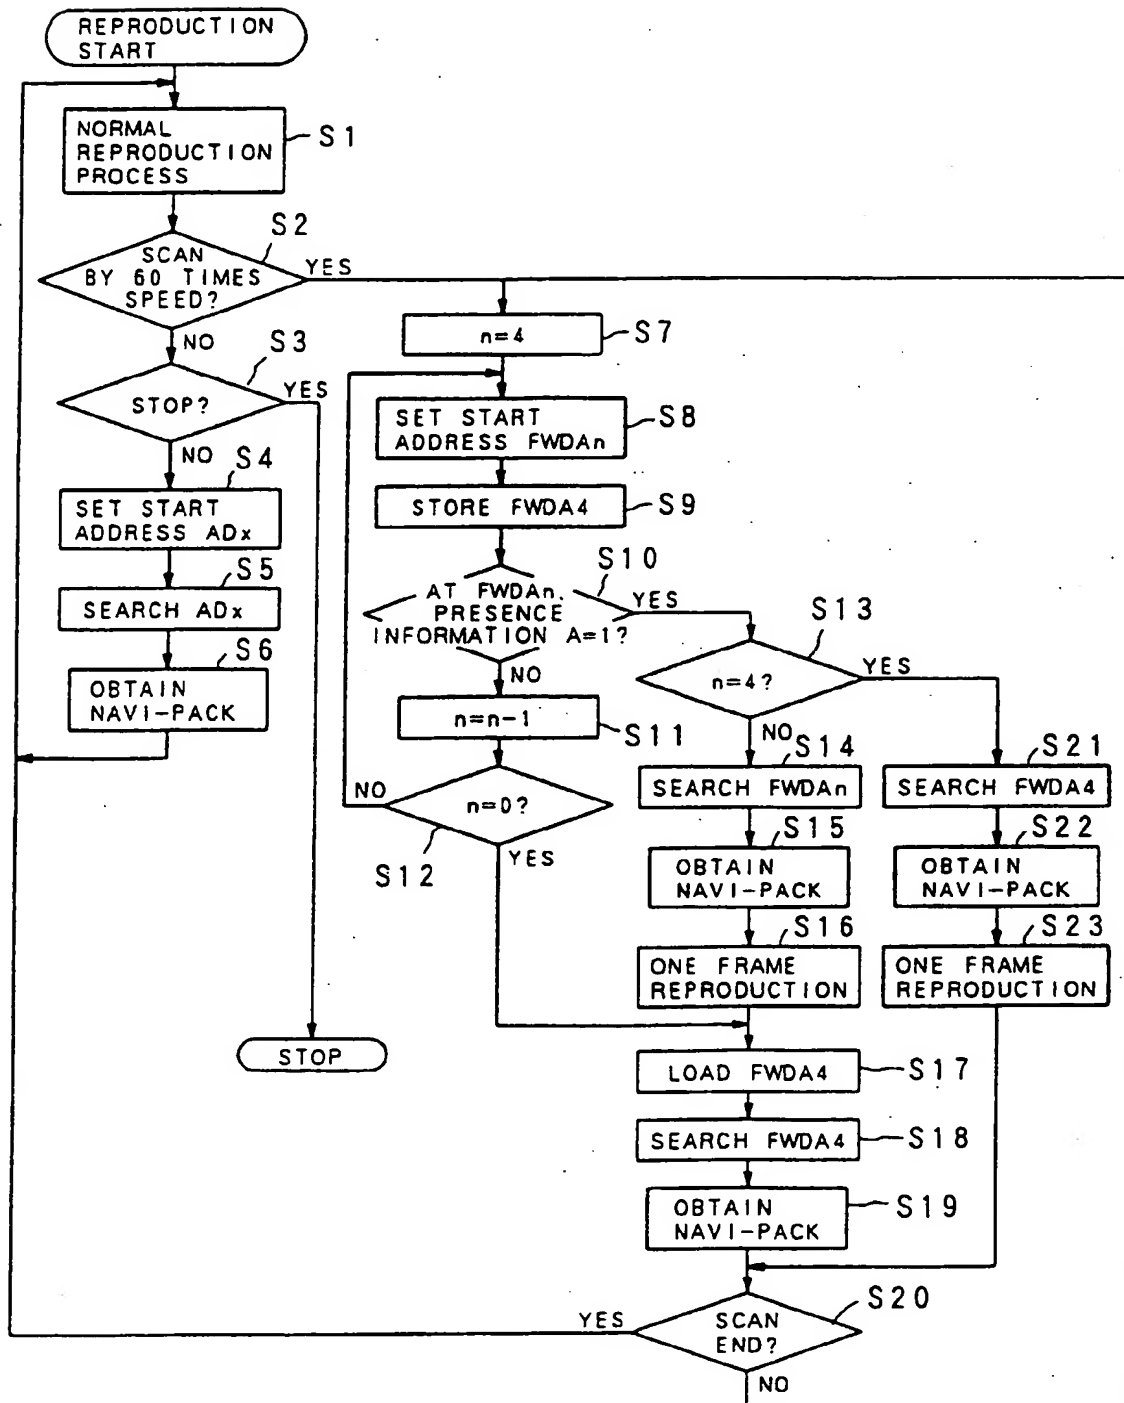 REPRODUCTION
START
NORMAL
REPRODUCTION
PROCESS
S1
S2
SCAN
BY 60 TIMES
SPEED?
YES
NO
S3
STOP?
YES
NO
S4
SET START
ADDRESS ADx
S5
SEARCH ADx
S6
OBTAIN
NAVI-PACK
STOP
n=4
S7
SET START
ADDRESS FWDAn
S8
STORE FWDA4
S9
S10
AT FWDAn,
PRESENCE
INFORMATION A=1?
YES
NO
n=n-1
S11
NO
n=0?
S12
YES
S13
n=4?
YES
NO
S14
SEARCH FWDAn
S15
OBTAIN
NAVI-PACK
S16
ONE FRAME
REPRODUCTION
S21
SEARCH FWDA4
S22
OBTAIN
NAVI-PACK
S23
ONE FRAME
REPRODUCTION
LOAD FWDA4
S17
SEARCH FWDA4
S18
OBTAIN
NAVI-PACK
S19
S20
YES
SCAN
END?
NO